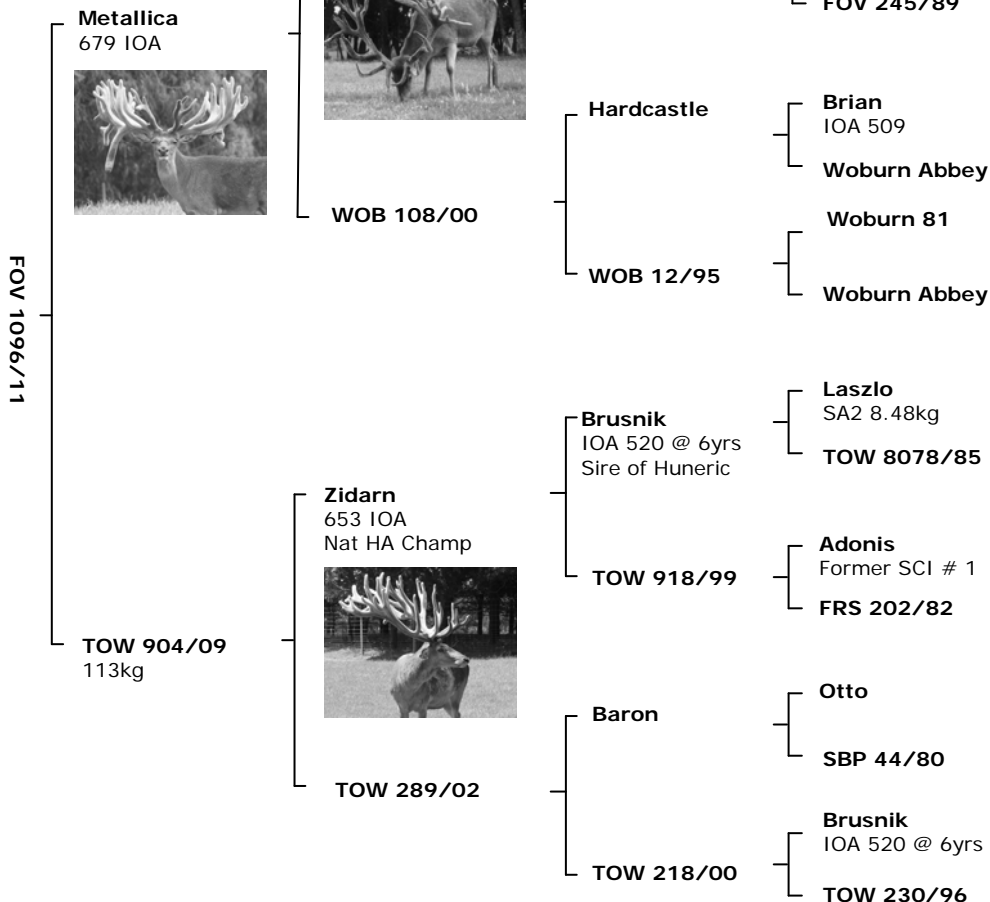 FOV 245/89
Metallica
679 IOA
Hardcastle
Brian
IOA 509
Woburn Abbey
WOB 108/00
Woburn 81
WOB 12/95
Woburn Abbey
FOV 1096/11
Laszlo
SA2 8.48kg
Brusnik
IOA 520 @ 6yrs
Sire of Huneric
TOW 8078/85
Zidarn
653 IOA
Nat HA Champ
Adonis
Former SCI # 1
TOW 918/99
FRS 202/82
TOW 904/09
113kg
Otto
Baron
SBP 44/80
TOW 289/02
Brusnik
IOA 520 @ 6yrs
TOW 218/00
TOW 230/96